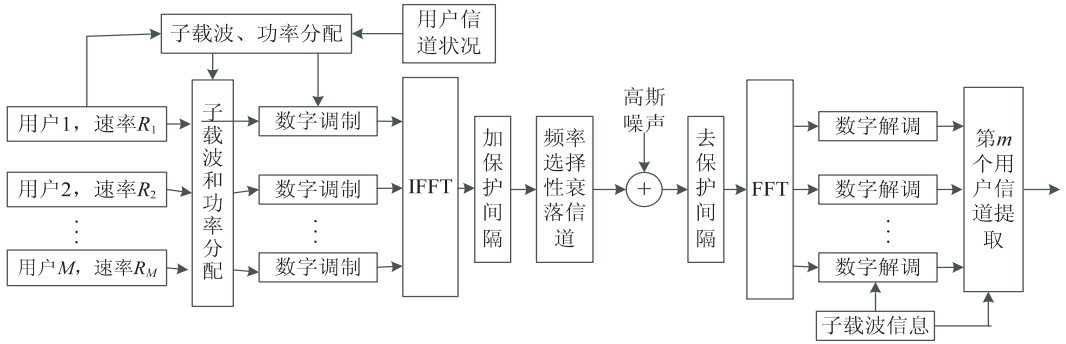 子载波、功率分配
用户信
道状况
用户1，速率R1
用户2，速率R2
⋮
用户M，速率RM
子载波和功率分配
数字调制
数字调制
⋮
数字调制
IFFT
加保护间隔
频率
选择
性衰
落信
道
高斯
噪声
+
去保护间隔
FFT
数字解调
数字解调
⋮
数字解调
第m
个用
户信
道提
取
子载波信息